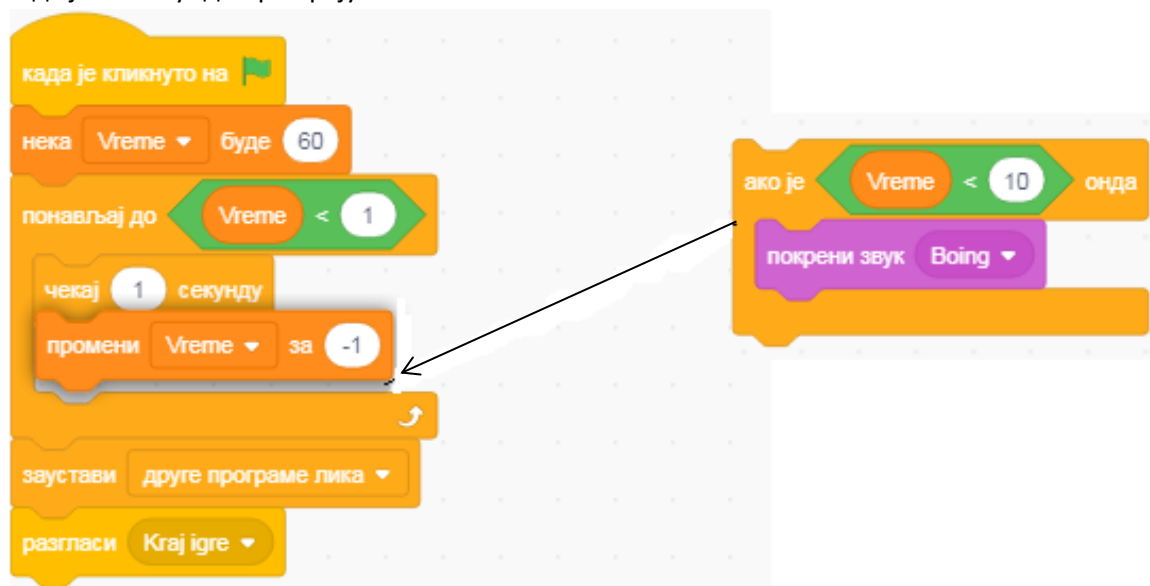 када је кликнуто на
нека Vreme буде 60
понављај до Vreme < 1
чекај 1 секунду
промени Vreme за -1
заустави друге програме лика
разгласи Kraj igre
ако је Vreme < 10 онда
покрени звук Boing